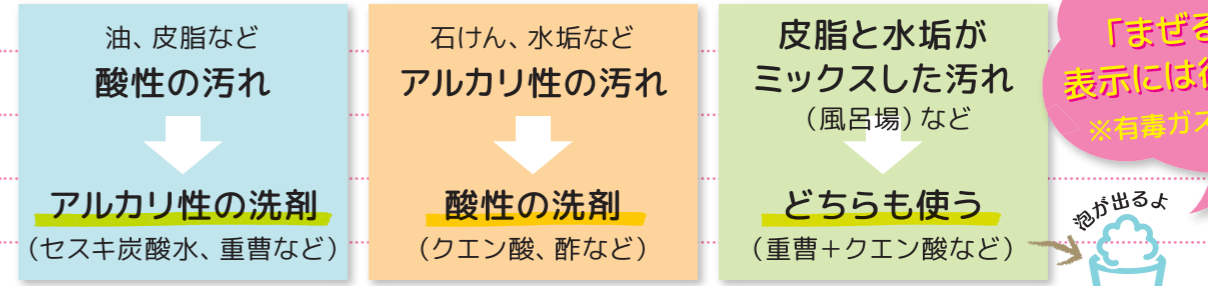 油、皮脂など
酸性の汚れ
アルカリ性の洗剤
(セスキ炭酸水、重曹など)
石けん、水垢など
アルカリ性の汚れ
酸性の洗剤
(クエン酸、酢など)
皮脂と水垢が
ミックスした汚れ
(風呂場)など
どちらも使う
(重曹+クエン酸など)
「まぜる
表示には
※有毒ガス
泡が出るよ